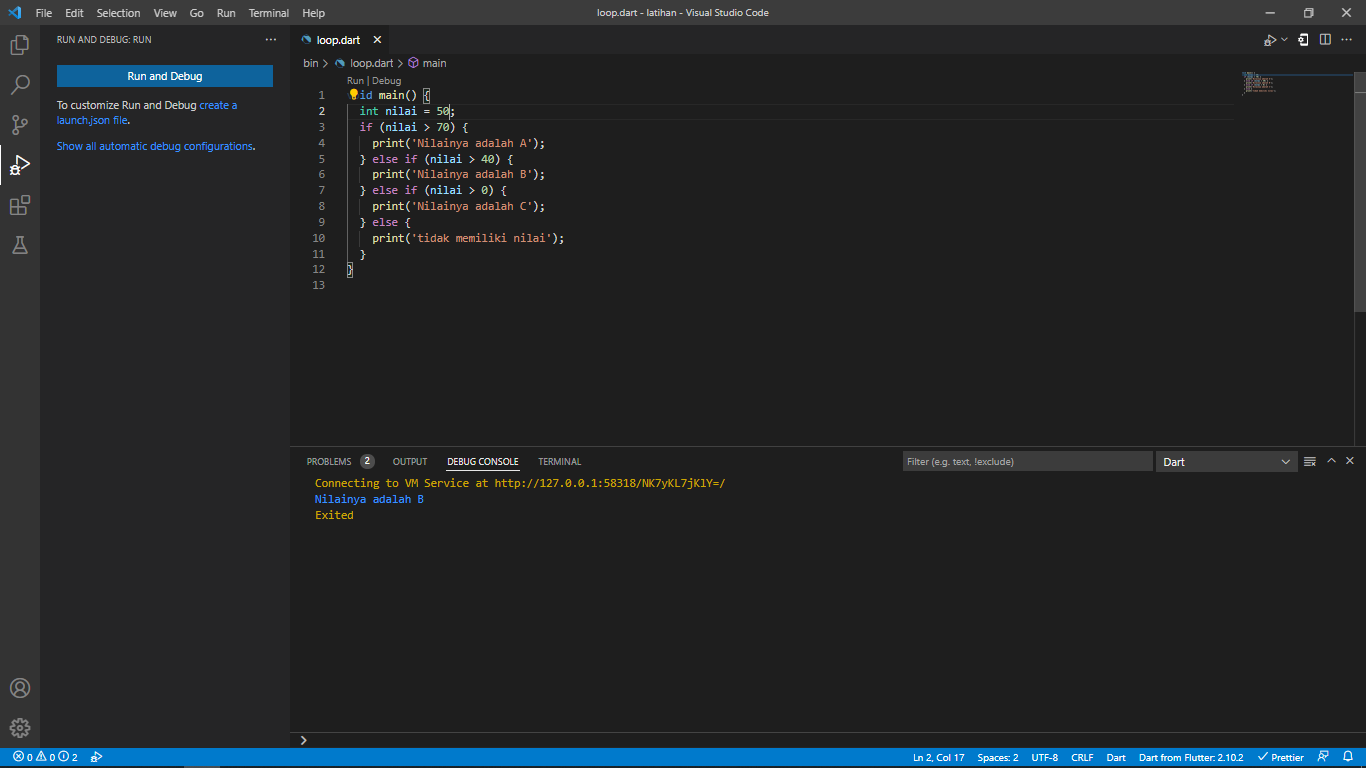 File Edit Selection View Go Run Terminal Help
loop.dart - latihan - Visual Studio Code
RUN AND DEBUG: RUN ···
Run and Debug
To customize Run and Debug create a
launch.json file.
Show all automatic debug configurations.
loop.dart
bin > loop.dart > main
Run | Debug
1 id main() {
2 int nilai = 50;
3 if (nilai > 70) {
4 print('Nilainya adalah A');
5 } else if (nilai > 40) {
6 print('Nilainya adalah B');
7 } else if (nilai > 0) {
8 print('Nilainya adalah C');
9 } else {
10 print('tidak memiliki nilai');
11 }
12 }
13
PROBLEMS 2 OUTPUT DEBUG CONSOLE TERMINAL
Filter (e.g. text, !exclude)
Dart
Connecting to VM Service at http://127.0.0.1:58318/NK7yKL7jKlY=/
Nilainya adalah B
Exited
>
0 0 2
Ln 2, Col 17 Spaces: 2 UTF-8 CRLF Dart Dart from Flutter: 2.10.2 Prettier